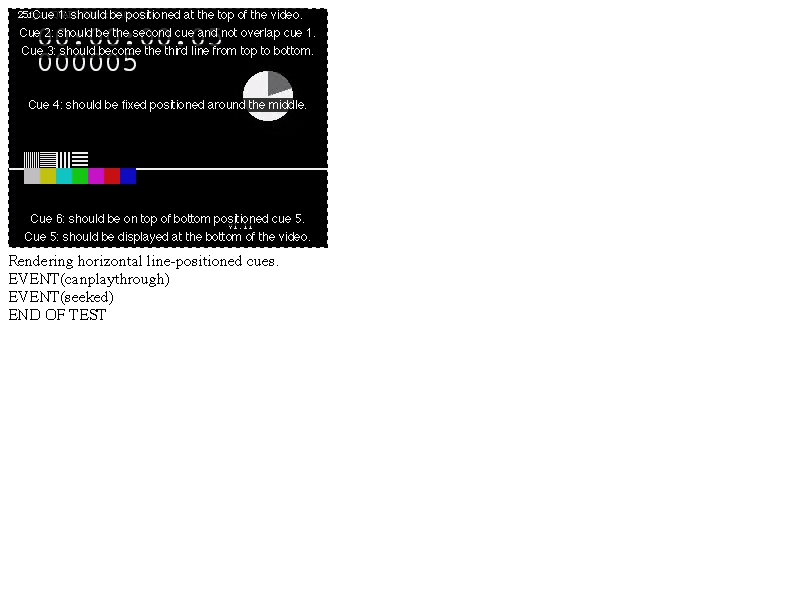 Cue 1: should be positioned at the top of the video.
Cue 2: should be the second cue and not overlap cue 1.
Cue 3: should become the third line from top to bottom.
000005
Cue 4: should be fixed positioned around the middle.
Cue 6: should be on top of bottom positioned cue 5.
Cue 5: should be displayed at the bottom of the video.
Rendering horizontal line-positioned cues.
EVENT(canplaythrough)
EVENT(seeked)
END OF TEST